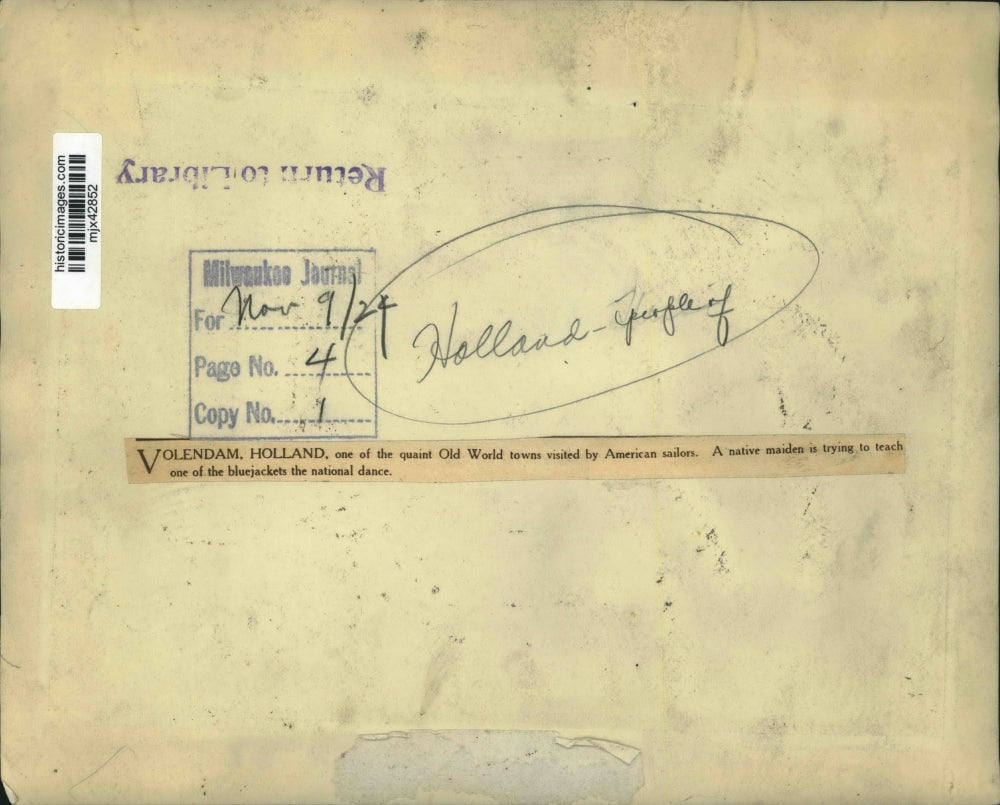 historicimages.com
mjx42852
Return to Library
Milwaukee Journal
For Nov 9/24
Page No. 4
Copy No. 1
Holland - People of
VOLENDAM, HOLLAND, one of the quaint Old World towns visited by American sailors. A native maiden is trying to teach
one of the bluejackets the national dance.